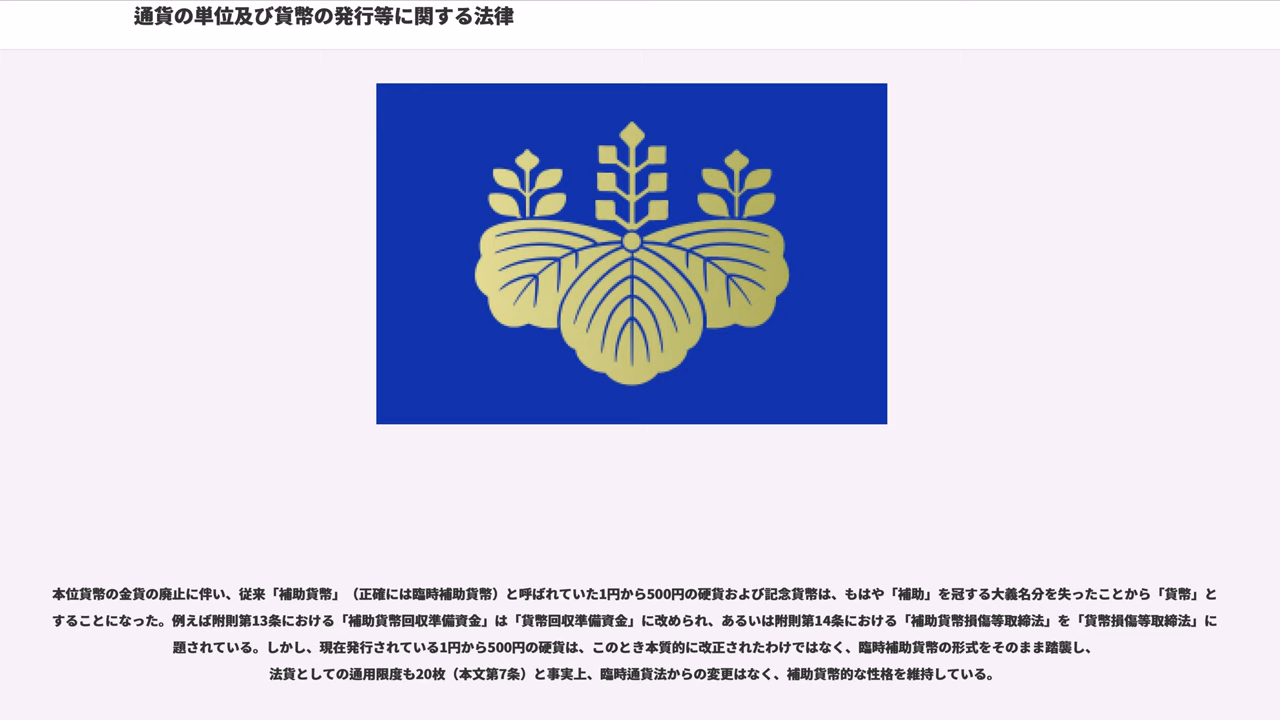 通貨の単位及び貨幣の発行等に関する法律
本位貨幣の金貨の廃止に伴い、従来「補助貨幣」（正確には臨時補助貨幣）と呼ばれていた1円から500円の硬貨および記念貨幣は、もはや「補助」を冠する大義名分を失ったことから「貨幣」と
することになった。例えば附則第13条における「補助貨幣回収準備資金」は「貨幣回収準備資金」に改められ、あるいは附則第14条における「補助貨幣損傷等取締法」を「貨幣損傷等取締法」に
題されている。しかし、現在発行されている1円から500円の硬貨は、このとき本質的に改正されたわけではなく、臨時補助貨幣の形式をそのまま踏襲し、
法貨としての通用限度も20枚（本文第7条）と事実上、臨時通貨法からの変更はなく、補助貨幣的な性格を維持している。